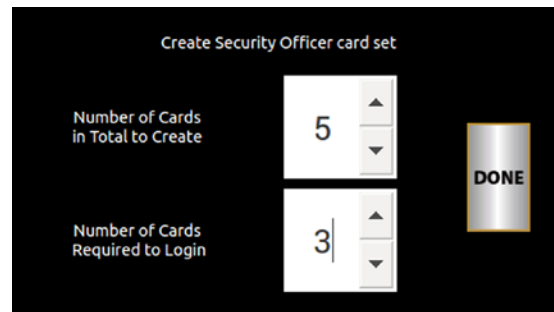 Create Security Officer card set
Number of Cards
in Total to Create
5
DONE
Number of Cards
Required to Login
3